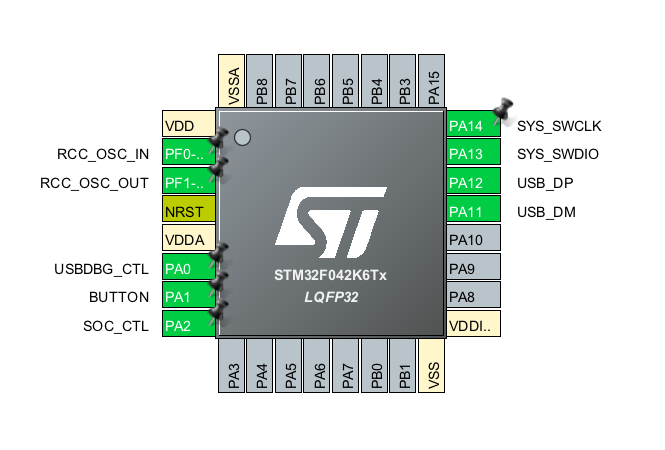 VSSA
PB8
PB7
PB6
PB5
PB4
PB3
PA15
VDD
RCC_OSC_IN PF0-..
RCC_OSC_OUT PF1-..
NRST
VDDA
USBDBG_CTL PA0
BUTTON PA1
SOC_CTL PA2
ST
STM32F042K6Tx
LQFP32
PA14 SYS_SWCLK
PA13 SYS_SWDIO
PA12 USB_DP
PA11 USB_DM
PA10
PA9
PA8
VDDI..
PA3
PA4
PA5
PA6
PA7
PB0
PB1
VSS